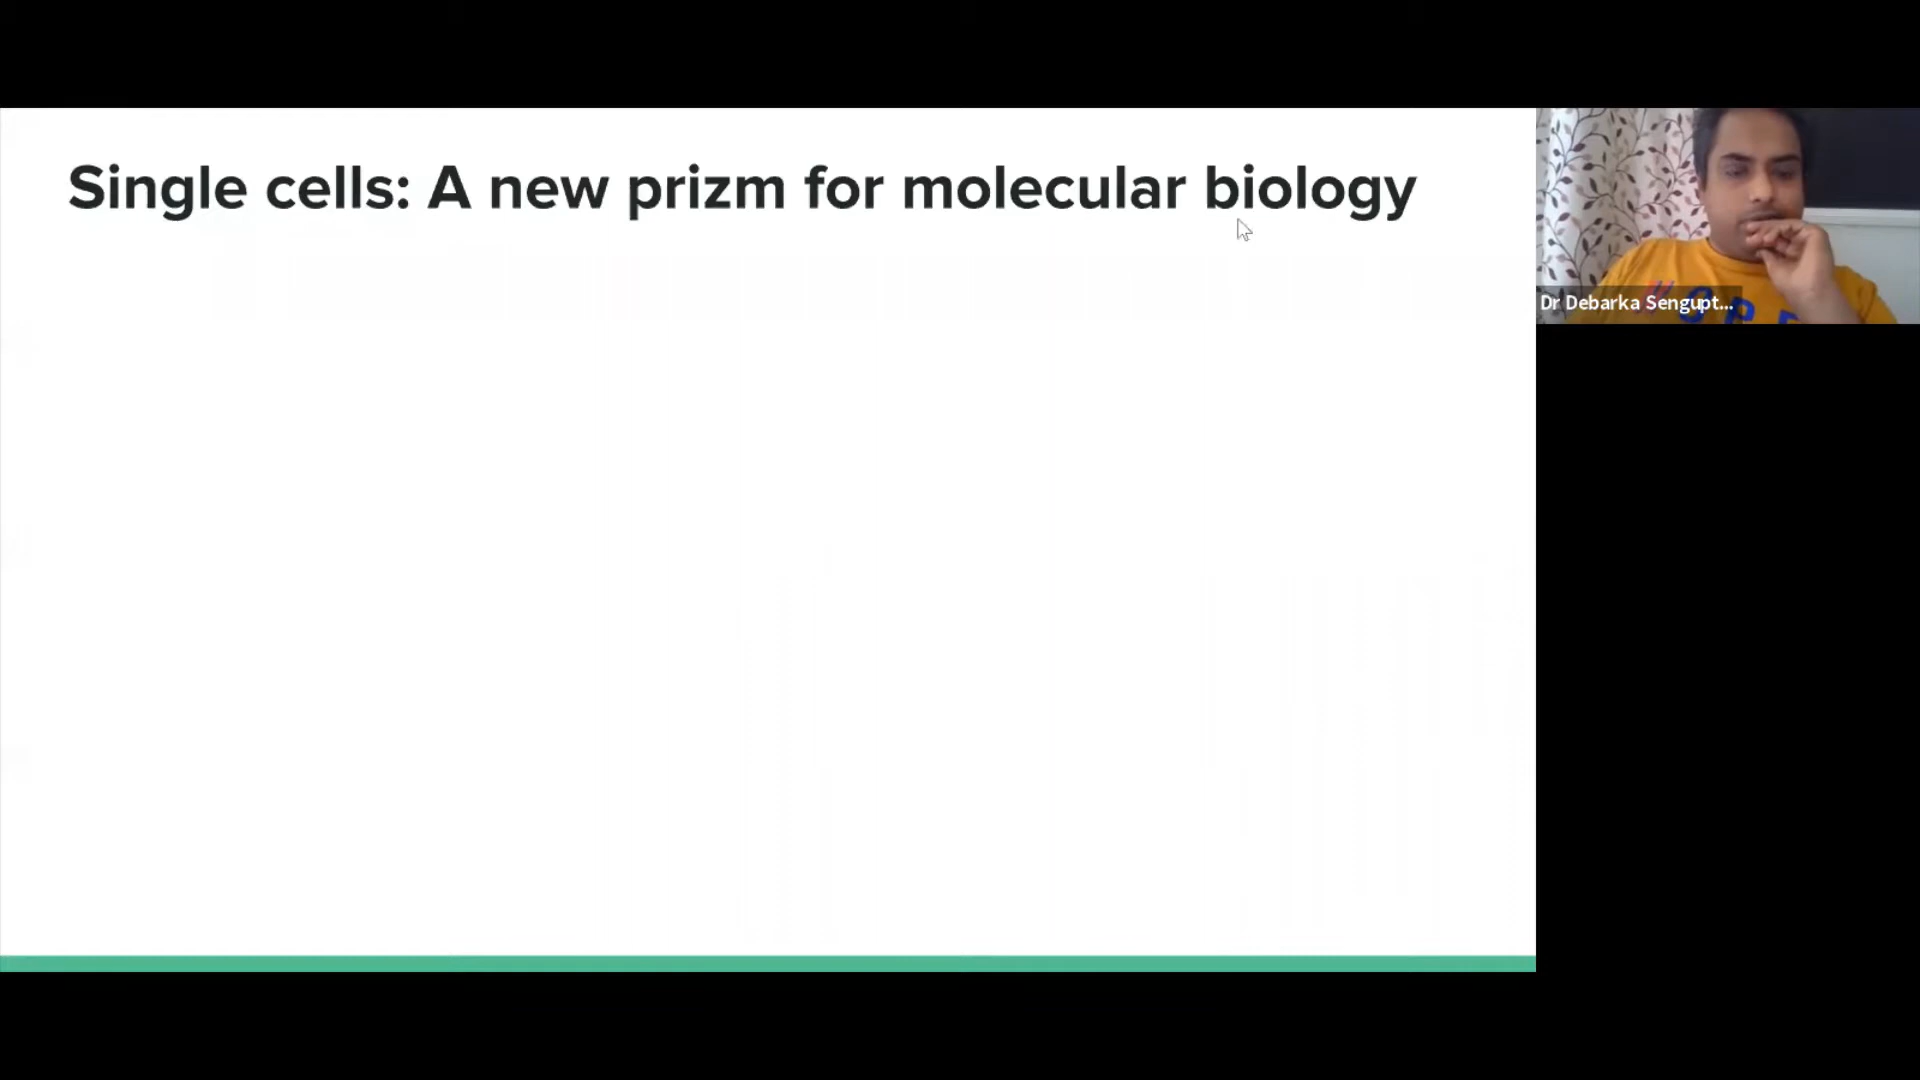 Single cells: A new prizm for molecular biology
Dr Debarka Sengupt...